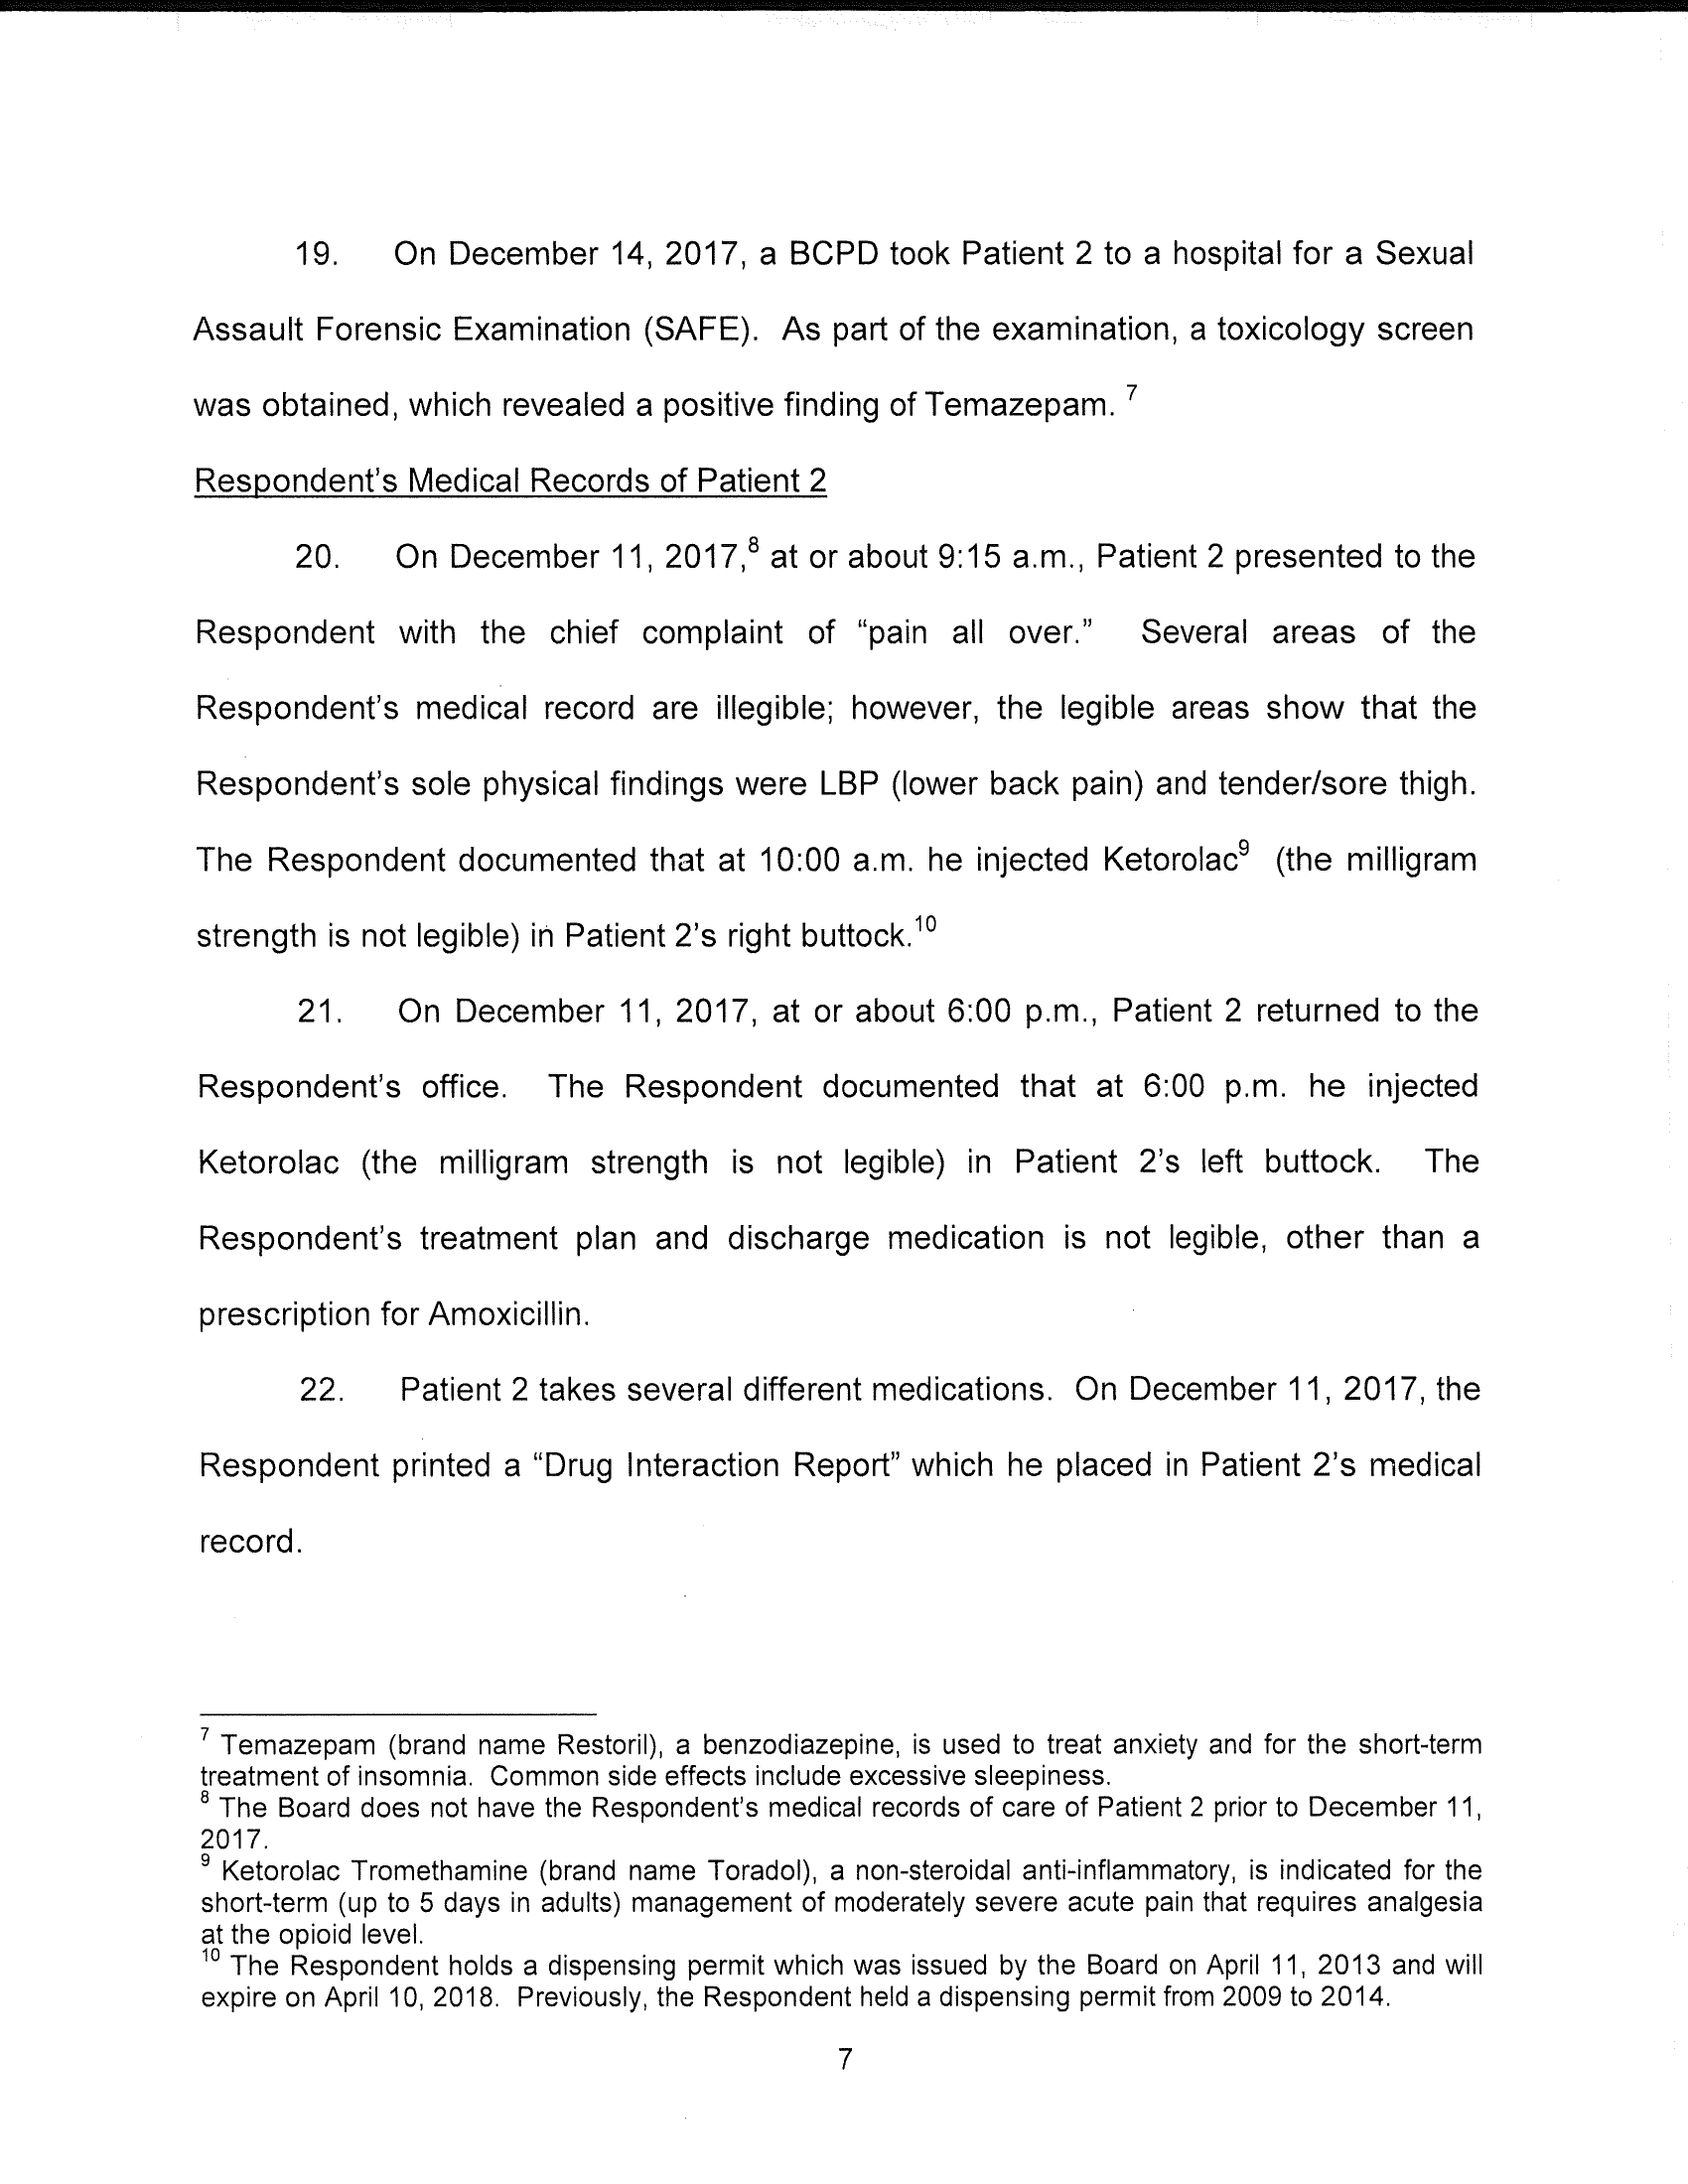 19. On December 14, 2017, a BCPD took Patient 2 to a hospital for a Sexual
Assault Forensic Examination (SAFE). As part of the examination, a toxicology screen
was obtained, which revealed a positive finding of Temazepam. 7
Respondent's Medical Records of Patient 2
20. On December 11, 2017,8 at or about 9:15 a.m., Patient 2 presented to the
Respondent with the chief complaint of “pain all over.” Several areas of the
Respondent's medical record are illegible; however, the legible areas show that the
Respondent's sole physical findings were LBP (lower back pain) and tender/sore thigh.
The Respondent documented that at 10:00 a.m. he injected Ketorolac9 (the milligram
strength is not legible) in Patient 2's right buttock.10
21. On December 11, 2017, at or about 6:00 p.m., Patient 2 returned to the
Respondent's office. The Respondent documented that at 6:00 p.m. he injected
Ketorolac (the milligram strength is not legible) in Patient 2's left buttock. The
Respondent's treatment plan and discharge medication is not legible, other than a
prescription for Amoxicillin.
22. Patient 2 takes several different medications. On December 11, 2017, the
Respondent printed a “Drug Interaction Report” which he placed in Patient 2's medical
record.
7 Temazepam (brand name Restoril), a benzodiazepine, is used to treat anxiety and for the short-term
treatment of insomnia. Common side effects include excessive sleepiness.
8 The Board does not have the Respondent's medical records of care of Patient 2 prior to December 11,
2017.
9 Ketorolac Tromethamine (brand name Toradol), a non-steroidal anti-inflammatory, is indicated for the
short-term (up to 5 days in adults) management of moderately severe acute pain that requires analgesia
at the opioid level.
10 The Respondent holds a dispensing permit which was issued by the Board on April 11, 2013 and will
expire on April 10, 2018. Previously, the Respondent held a dispensing permit from 2009 to 2014.
7